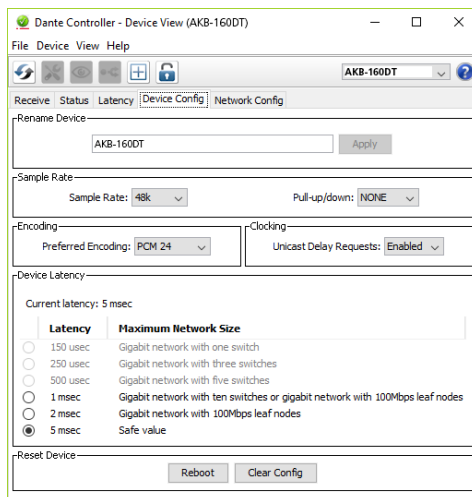 Dante Controller - Device View (AKB-160DT)
File Device View Help
AKB-160DT
?
Receive Status Latency Device Config Network Config
Rename Device
AKB-160DT Apply
Sample Rate
Sample Rate: 48k Pull-up/down: NONE
Encoding Clocking
Preferred Encoding: PCM 24 Unicast Delay Requests: Enabled
Device Latency
Current latency: 5 msec
Latency Maximum Network Size
150 usec Gigabit network with one switch
250 usec Gigabit network with three switches
500 usec Gigabit network with five switches
1 msec Gigabit network with ten switches or gigabit network with 100Mbps leaf nodes
2 msec Gigabit network with 100Mbps leaf nodes
5 msec Safe value
Reset Device
Reboot Clear Config